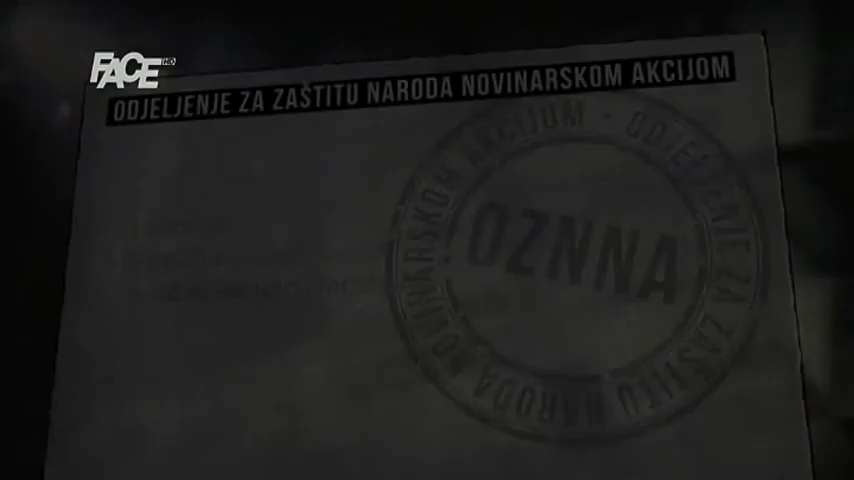 FACE HD
ODJELJENJE ZA ZAŠTITU NARODA NOVINARSKOM AKCIJOM
ODJELJENJE ZA ZAŠTITU NARODA NOVINARSKOM AKCIJOM -
OZNNA